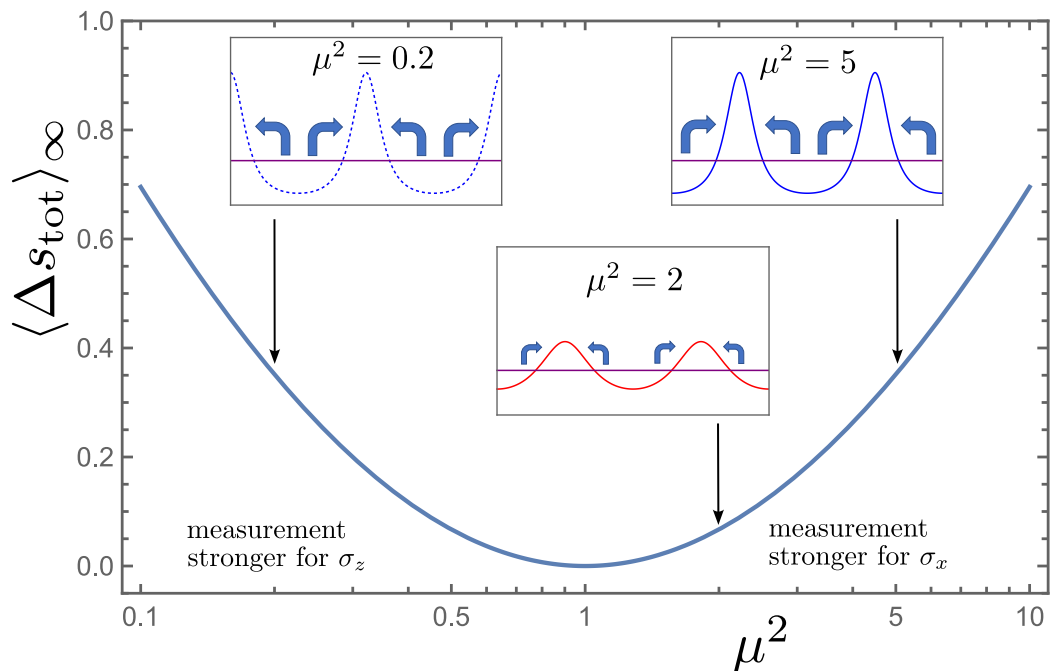 1.0
0.8
0.6
0.4
0.2
0.0
⟨Δs_tot⟩_∞
μ² = 0.2
μ² = 5
μ² = 2
measurement
stronger for σ_z
measurement
stronger for σ_x
0.1
0.5
1
5
10
μ²